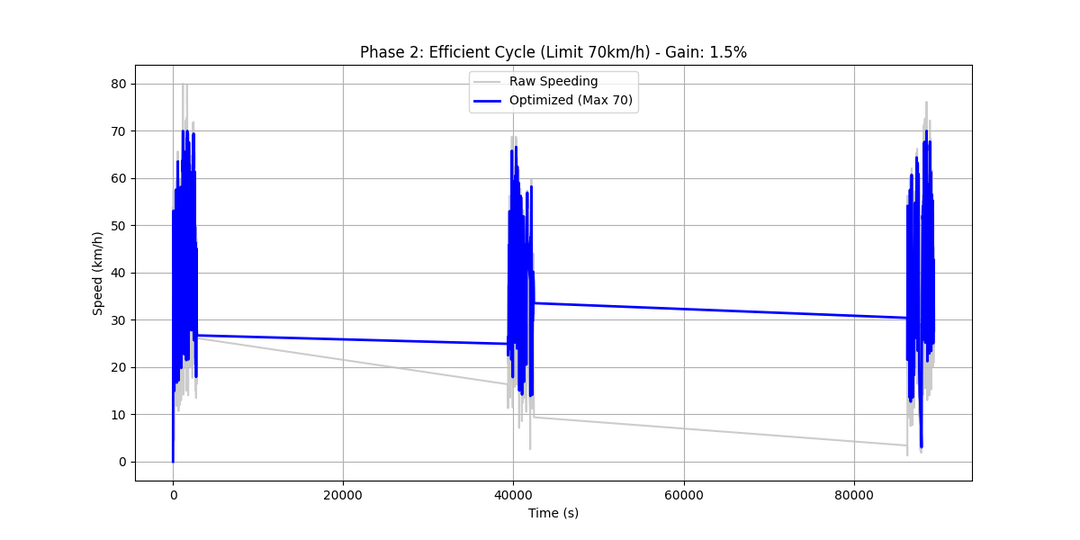 Phase 2: Efficient Cycle (Limit 70km/h) - Gain: 1.5%
Raw Speeding
Optimized (Max 70)
Speed (km/h)
80
70
60
50
40
30
20
10
0
0 20000 40000 60000 80000
Time (s)